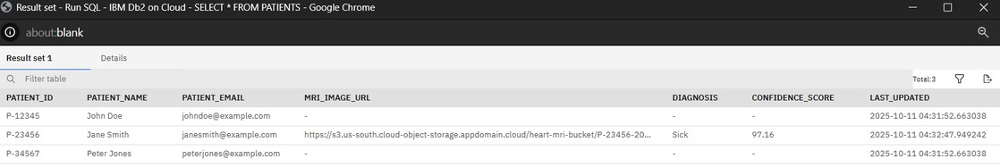 Result set - Run SQL - IBM Db2 on Cloud - SELECT * FROM PATIENTS - Google Chrome
about:blank
Result set 1 Details
Filter table Total:3
PATIENT_ID PATIENT_NAME PATIENT_EMAIL MRI_IMAGE_URL DIAGNOSIS CONFIDENCE_SCORE LAST_UPDATED
P-12345 John Doe johndoe@example.com - - - 2025-10-11 04:31:52.663038
P-23456 Jane Smith janesmith@example.com https://s3.us-south.cloud-object-storage.appdomain.cloud/heart-mri-bucket/P-23456-20... Sick 97.16 2025-10-11 04:32:47.949242
P-34567 Peter Jones peterjones@example.com - - - 2025-10-11 04:31:52.663038